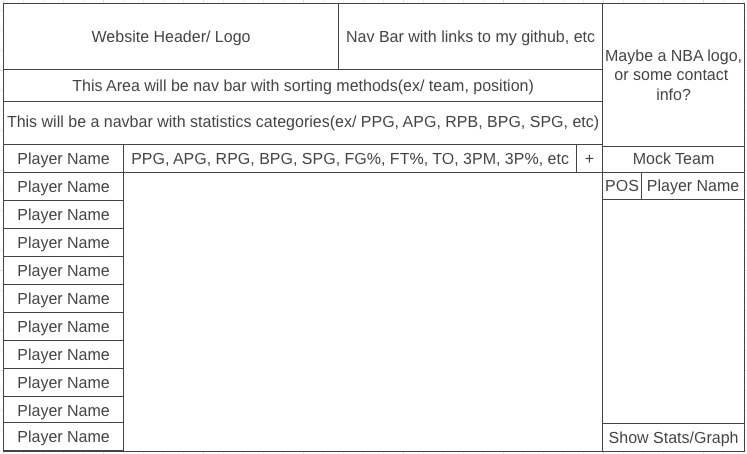 Website Header/ Logo
Nav Bar with links to my github, etc
Maybe a NBA logo,
or some contact
info?
This Area will be nav bar with sorting methods(ex/ team, position)
This will be a navbar with statistics categories(ex/ PPG, APG, RPB, BPG, SPG, etc)
Player Name
PPG, APG, RPG, BPG, SPG, FG%, FT%, TO, 3PM, 3P%, etc
+
Mock Team
Player Name
POS
Player Name
Player Name
Player Name
Player Name
Player Name
Player Name
Player Name
Player Name
Player Name
Player Name
Show Stats/Graph